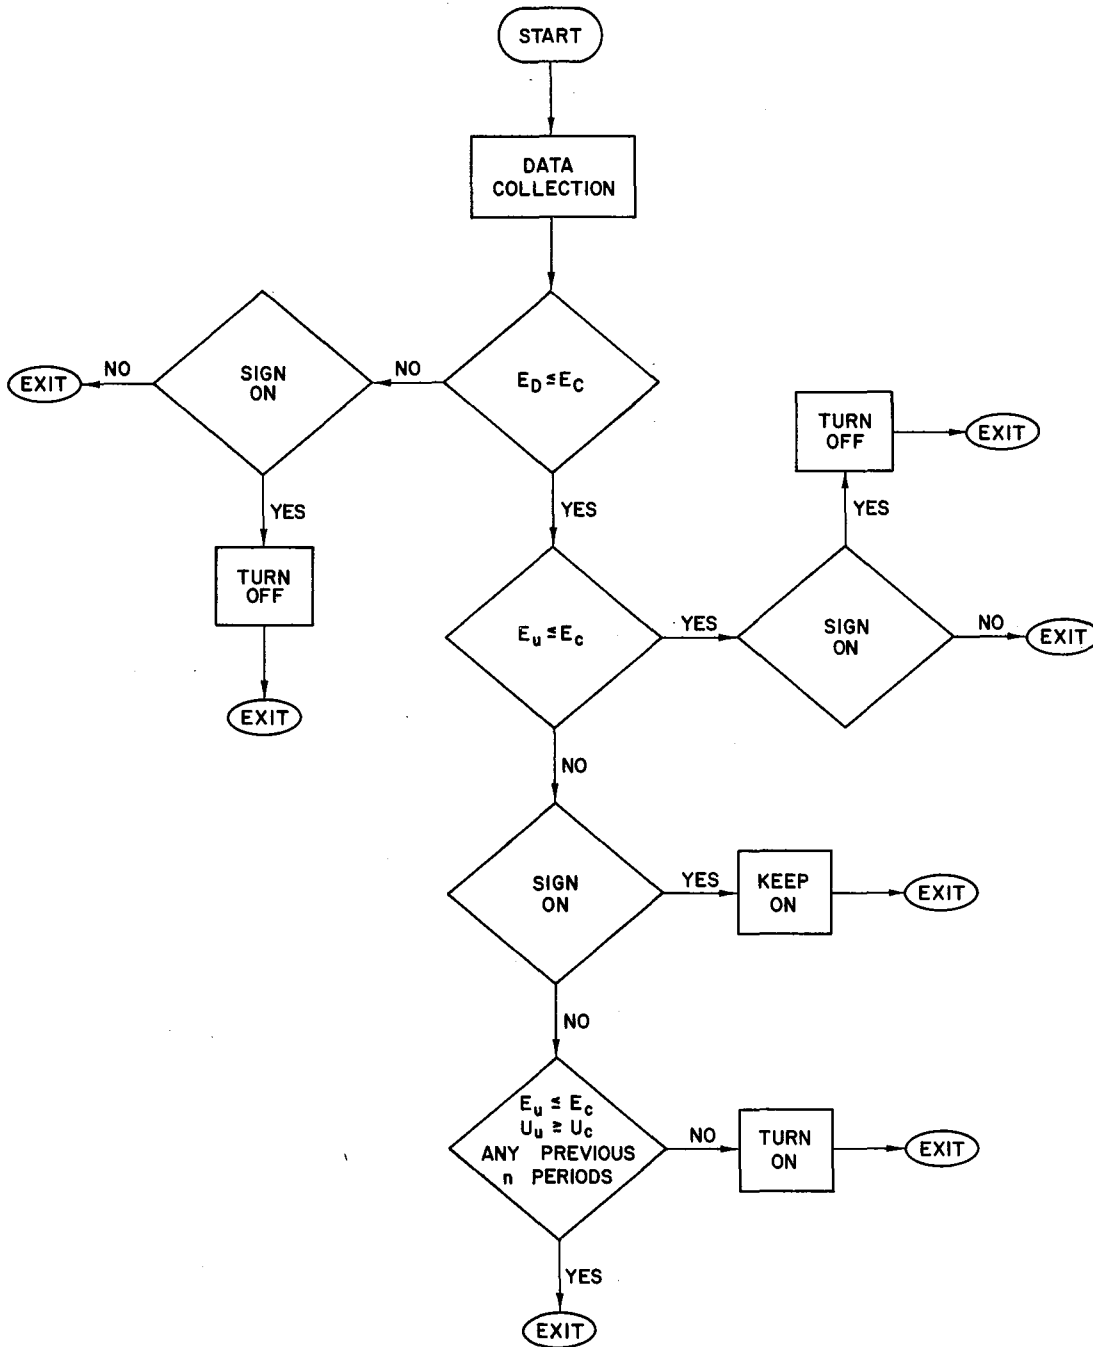 START
DATA
COLLECTION
E_D ≤ E_C
NO
SIGN
ON
NO
EXIT
YES
TURN
OFF
EXIT
YES
E_u ≤ E_c
YES
SIGN
ON
YES
TURN
OFF
EXIT
NO
EXIT
NO
SIGN
ON
YES
KEEP
ON
EXIT
NO
E_u ≤ E_c
U_u ≥ U_c
ANY PREVIOUS
n PERIODS
NO
TURN
ON
EXIT
YES
EXIT